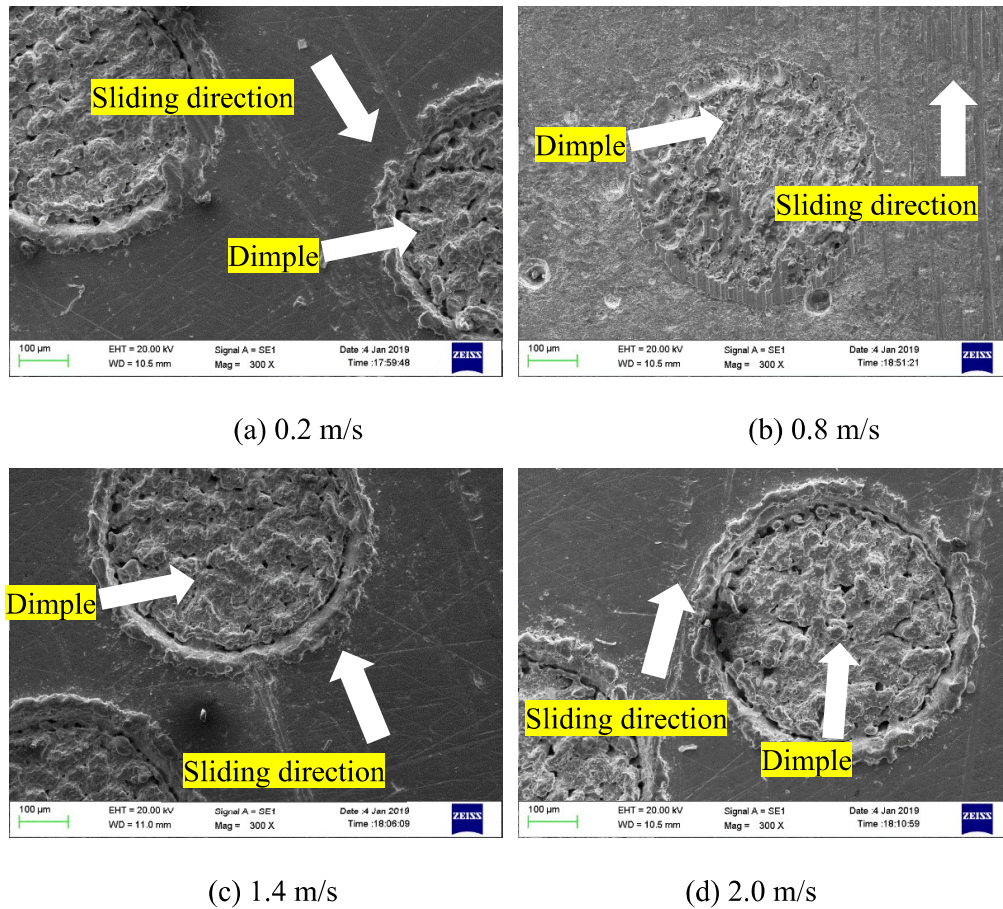 Sliding direction
Dimple
100 µm
EHT = 20.00 kV
WD = 10.5 mm
Signal A = SE1
Mag = 300 X
Date :4 Jan 2019
Time :17:59:48
ZEISS
Dimple
Sliding direction
100 µm
EHT = 20.00 kV
WD = 10.5 mm
Signal A = SE1
Mag = 300 X
Date :4 Jan 2019
Time :18:51:21
ZEISS
(a) 0.2 m/s
(b) 0.8 m/s
Dimple
Sliding direction
100 µm
EHT = 20.00 kV
WD = 11.0 mm
Signal A = SE1
Mag = 300 X
Date :4 Jan 2019
Time :18:06:09
ZEISS
Sliding direction
Dimple
100 µm
EHT = 20.00 kV
WD = 10.5 mm
Signal A = SE1
Mag = 300 X
Date :4 Jan 2019
Time :18:10:59
ZEISS
(c) 1.4 m/s
(d) 2.0 m/s